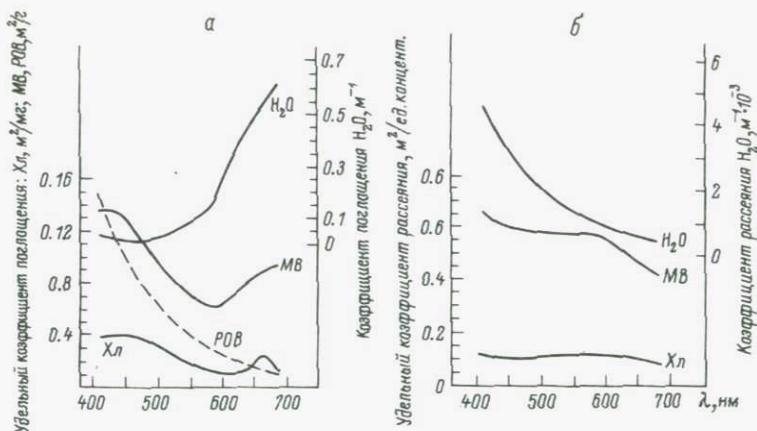 а
Удельный коэффициент поглощения: Хл, м²/мг; МВ, РОВ, м²/г
0.16
0.12
0.8
0.4
H₂O
МВ
РОВ
Хл
0.7
0.5
0.3
0.1
0
Коэффициент поглощения H₂O, м⁻¹
400
500
600
700
б
Удельный коэффициент рассеяния, м²/ед. концент.
0.6
0.4
0.2
0.1
0
H₂O
МВ
Хл
6
4
2
0
Коэффициент рассеяния H₂O, м⁻¹·10⁻³
400
500
600
700
λ, нм